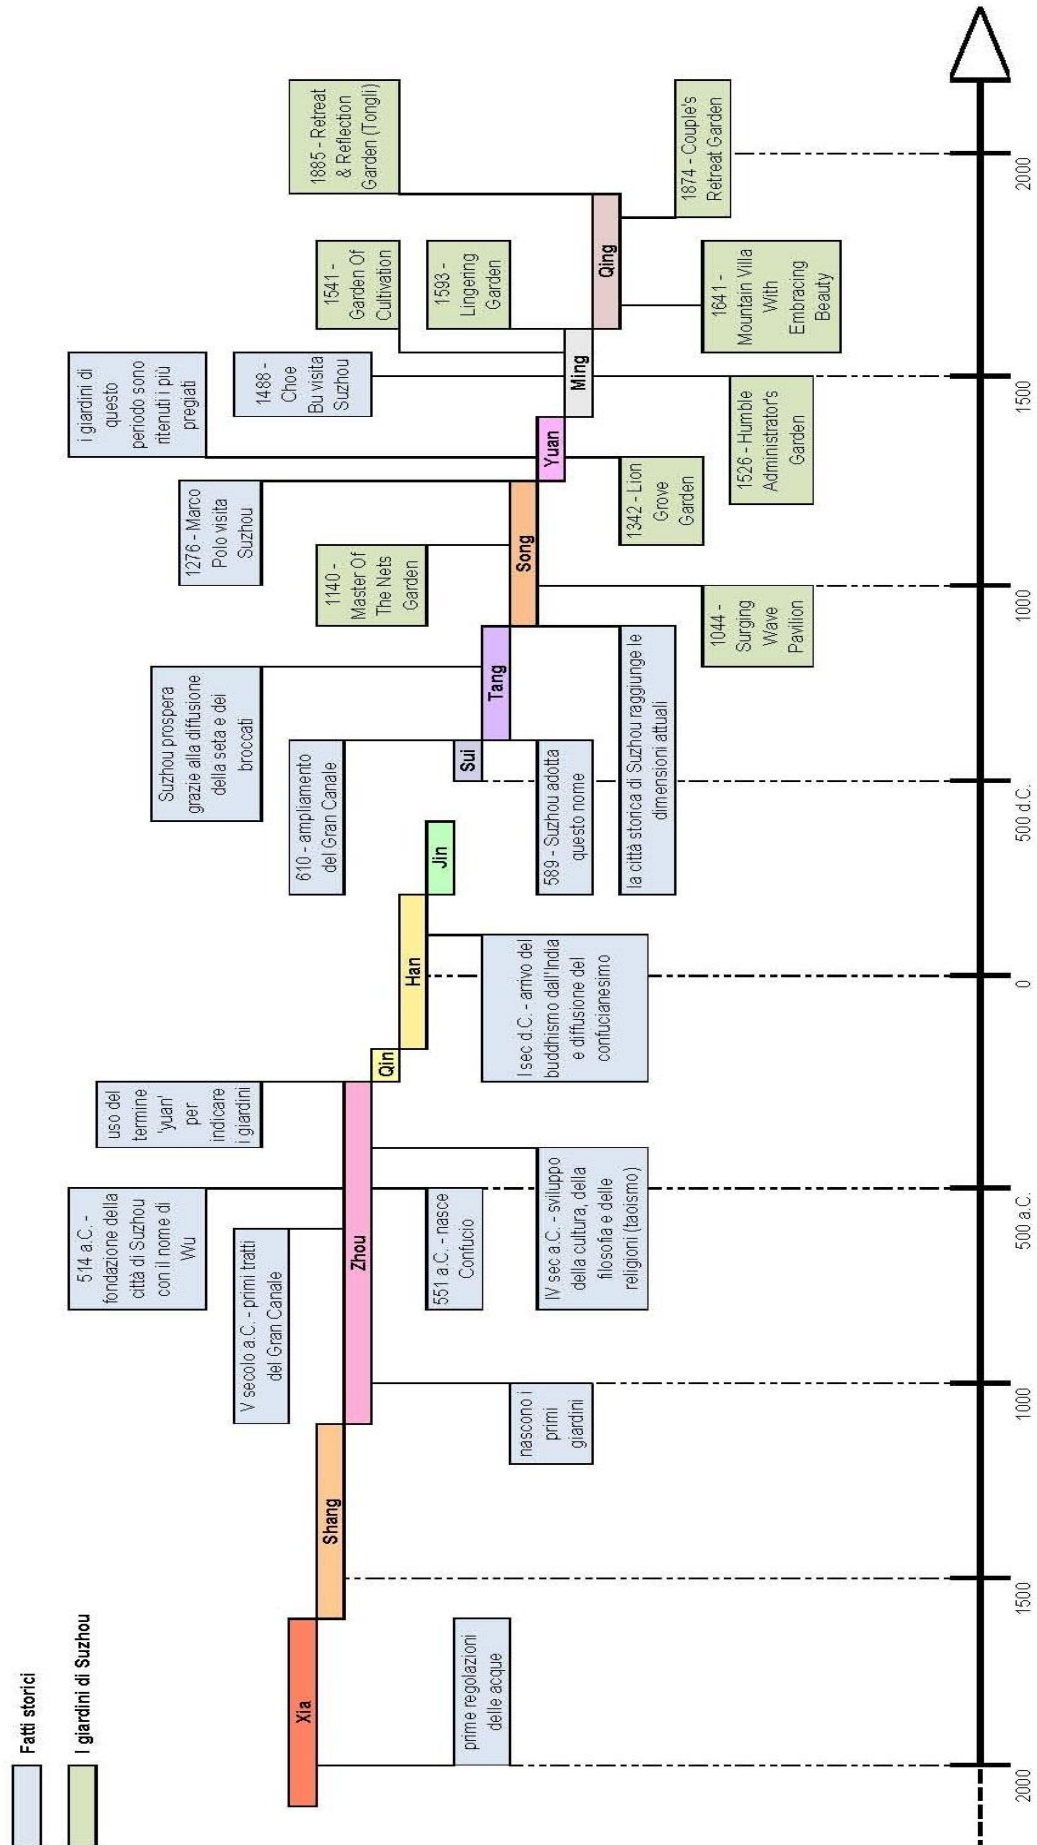 Fatti storici
I giardini di Suzhou
i giardini di
questo
periodo sono
ritenuti i più
pregiati
514 a.C. -
fondazione della
città di Suzhou
con il nome di
Wu
uso del
termine
'yuan'
per
indicare
i giardini
Suzhou prospera
grazie alla diffusione
della seta e dei
broccati
1276 - Marco
Polo visita
Suzhou
1488 -
Choe
Bu visita
Suzhou
V secolo a.C. - primi tratti
del Gran Canale
610 - ampliamento
del Gran Canale
1140 -
Master Of
The Nets
Garden
1541 -
Garden Of
Cultivation
1593 -
Lingering
Garden
1885 - Retreat
& Reflection
Garden (Tongli)
Xia
Shang
Zhou
Qin
Han
Jin
Sui
Tang
Song
Yuan
Ming
Qing
prime regolazioni
delle acque
nascono i
primi
giardini
551 a.C. - nasce
Confucio
IV sec a.C. - sviluppo
della cultura, della
filosofia e delle
religioni (taoismo)
I sec d.C. - arrivo del
buddhismo dall'India
e diffusione del
confucianesimo
589 - Suzhou adotta
questo nome
la città storica di Suzhou raggiunge le
dimensioni attuali
1044 -
Surging
Wave
Pavilion
1342 - Lion
Grove
Garden
1526 - Humble
Administrator's
Garden
1641 -
Mountain Villa
With
Embracing
Beauty
1874 - Couple's
Retreat Garden
2000
1500
1000
500 a.C.
0
500 d.C.
1000
1500
2000